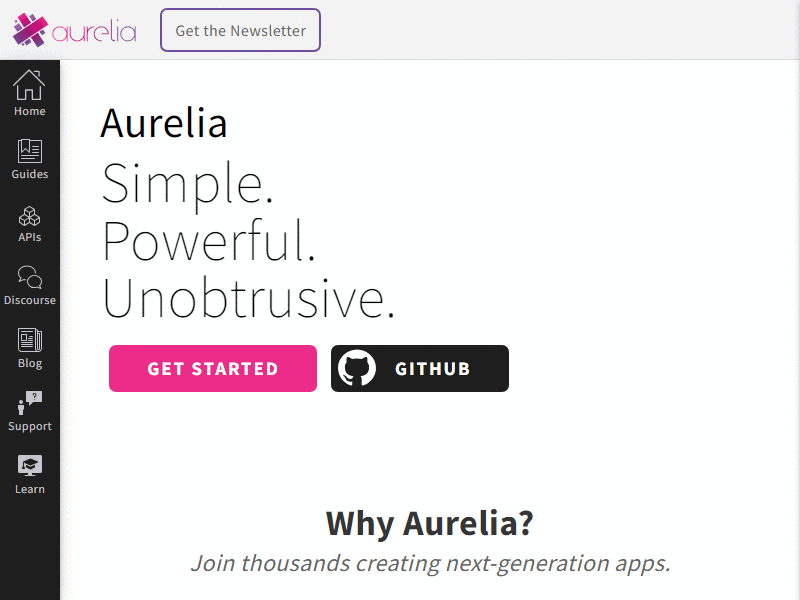 aurelia
Get the Newsletter
Home
Guides
APIs
Discourse
Blog
Support
Learn
Aurelia
Simple.
Powerful.
Unobtrusive.
GET STARTED
GITHUB
Why Aurelia?
Join thousands creating next-generation apps.